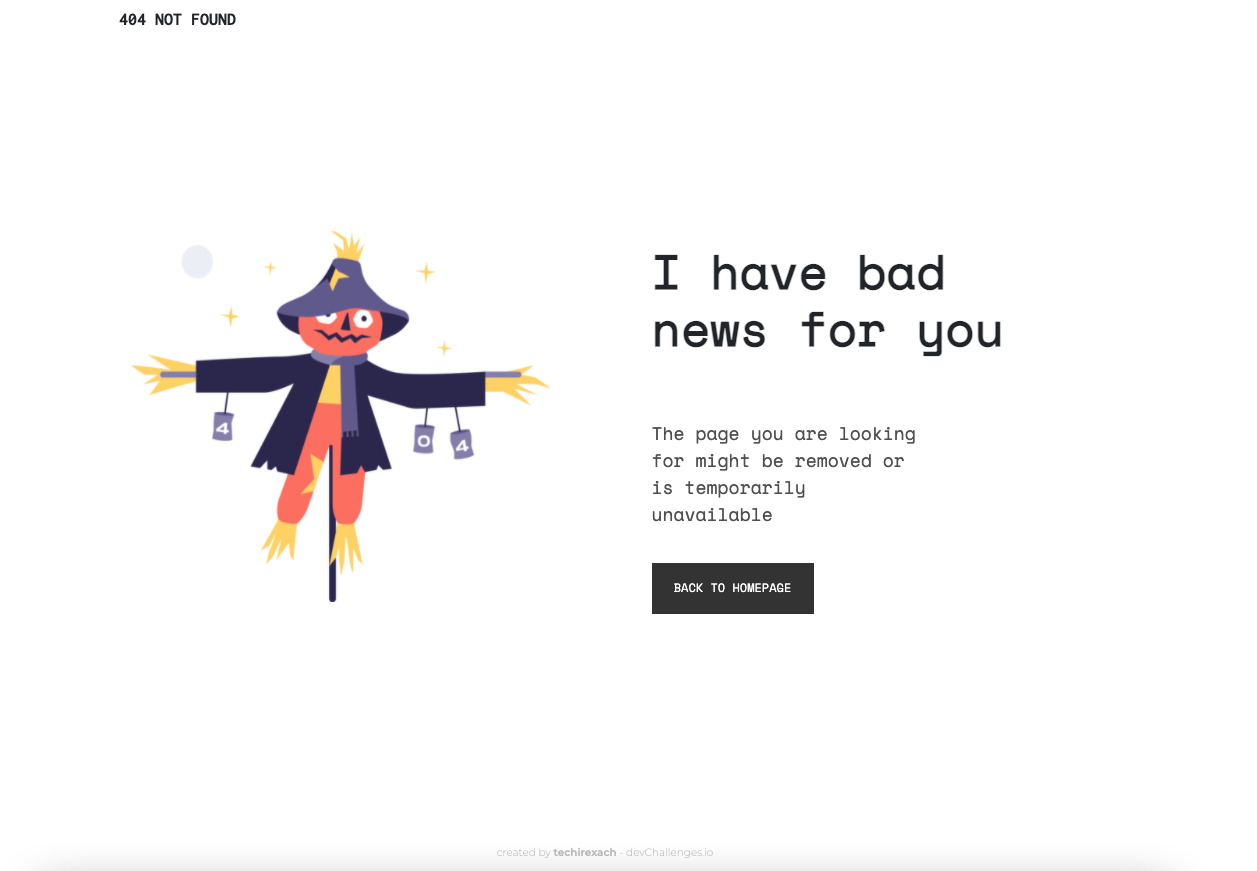 404 NOT FOUND
I have bad
news for you
4
0
4
The page you are looking
for might be removed or
is temporarily
unavailable
BACK TO HOMEPAGE
created by techirexach - devChallenges.io